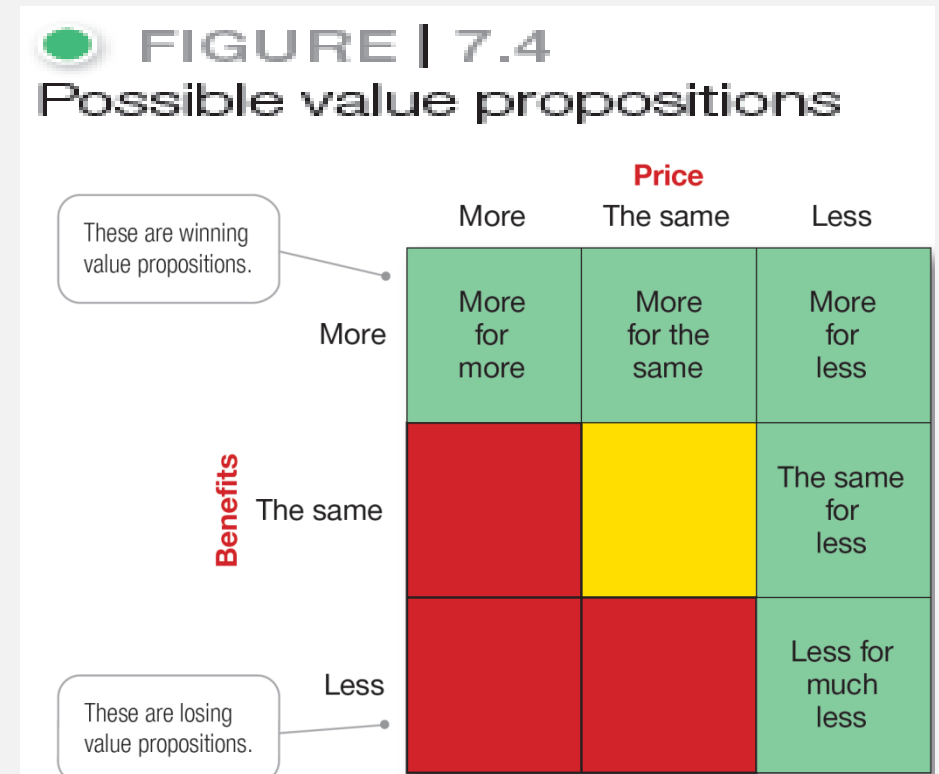 FIGURE | 7.4
Possible value propositions
Price
More
The same
Less
These are winning
value propositions.
More
More
for
more
More
for the
same
More
for
less
Benefits
The same
The same
for
less
Less
Less for
much
less
These are losing
value propositions.